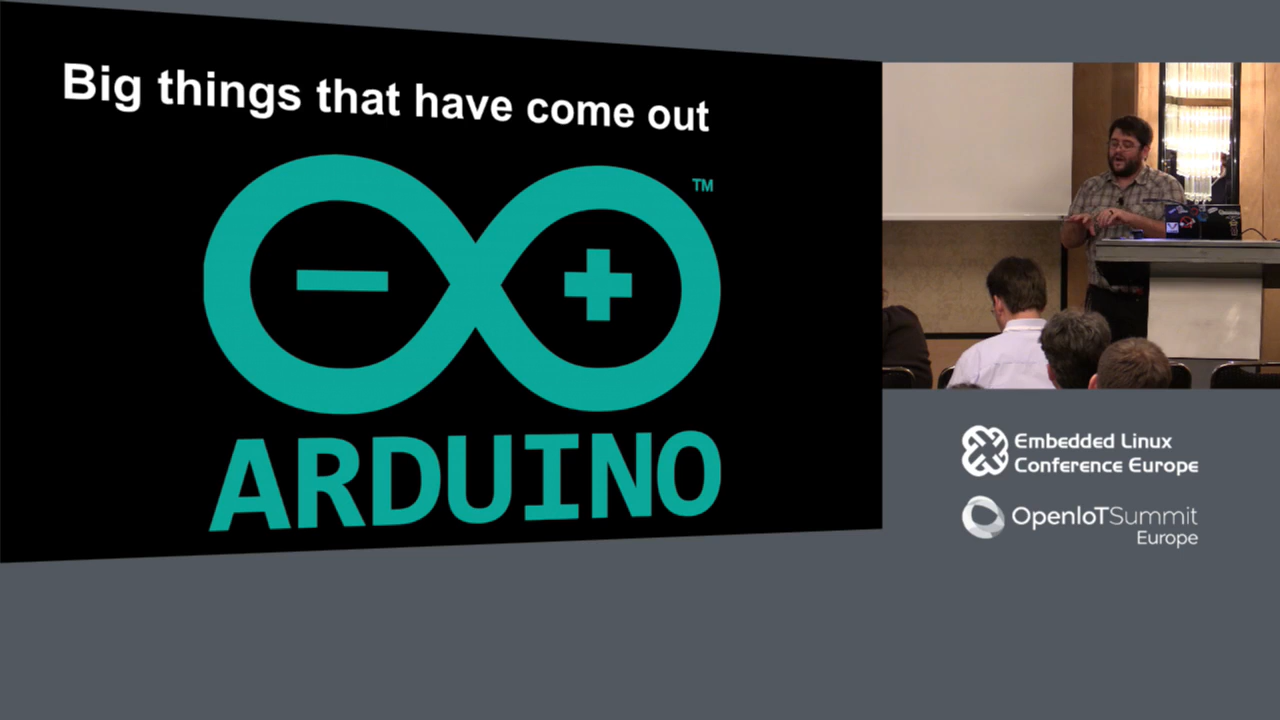 Big things that have come out
TM
ARDUINO
Embedded Linux
Conference Europe
OpenIoTSummit
Europe